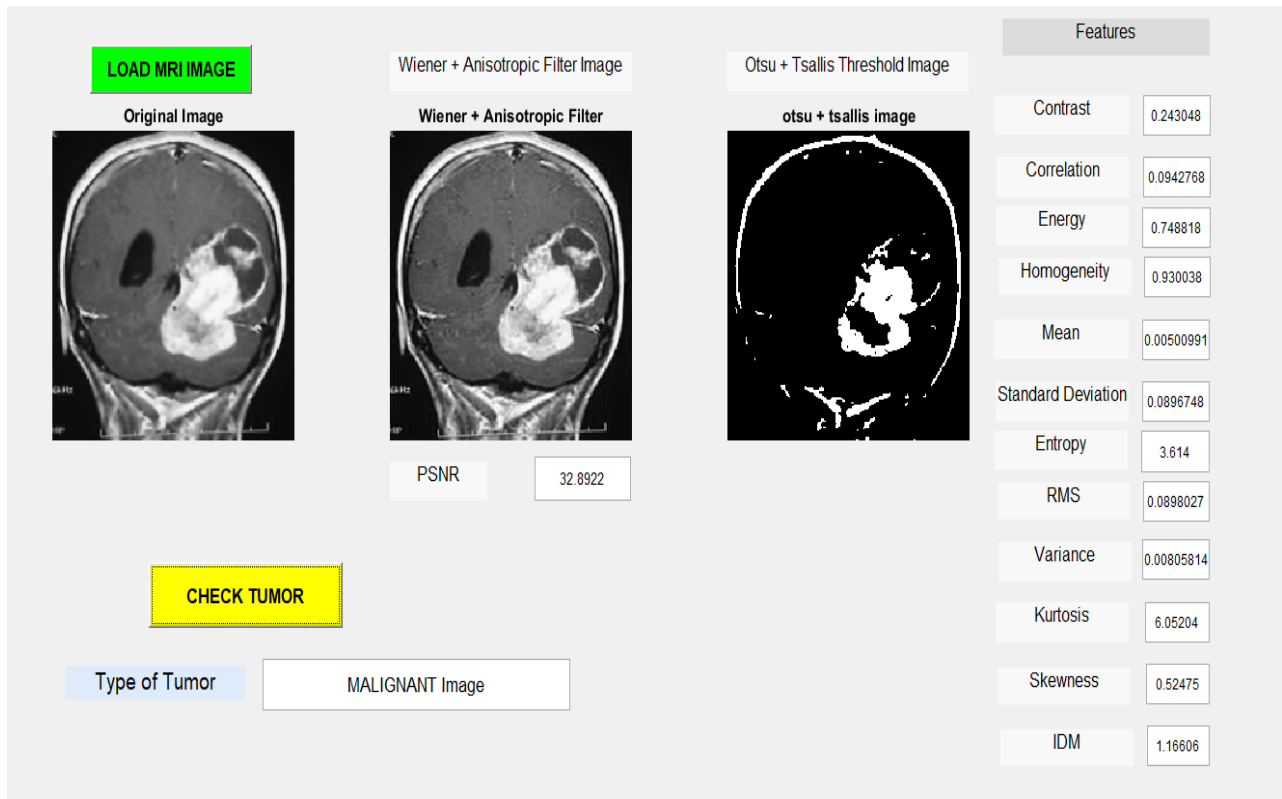 LOAD MRI IMAGE
Wiener + Anisotropic Filter Image
Otsu + Tsallis Threshold Image
Features
Original Image
Wiener + Anisotropic Filter
otsu + tsallis image
Contrast
0.243048
Correlation
0.0942768
Energy
0.748818
Homogeneity
0.930038
Mean
0.00500991
Standard Deviation
0.0896748
Entropy
3.614
RMS
0.0898027
Variance
0.00805814
Kurtosis
6.05204
Skewness
0.52475
IDM
1.16606
PSNR
32.8922
CHECK TUMOR
Type of Tumor
MALIGNANT Image